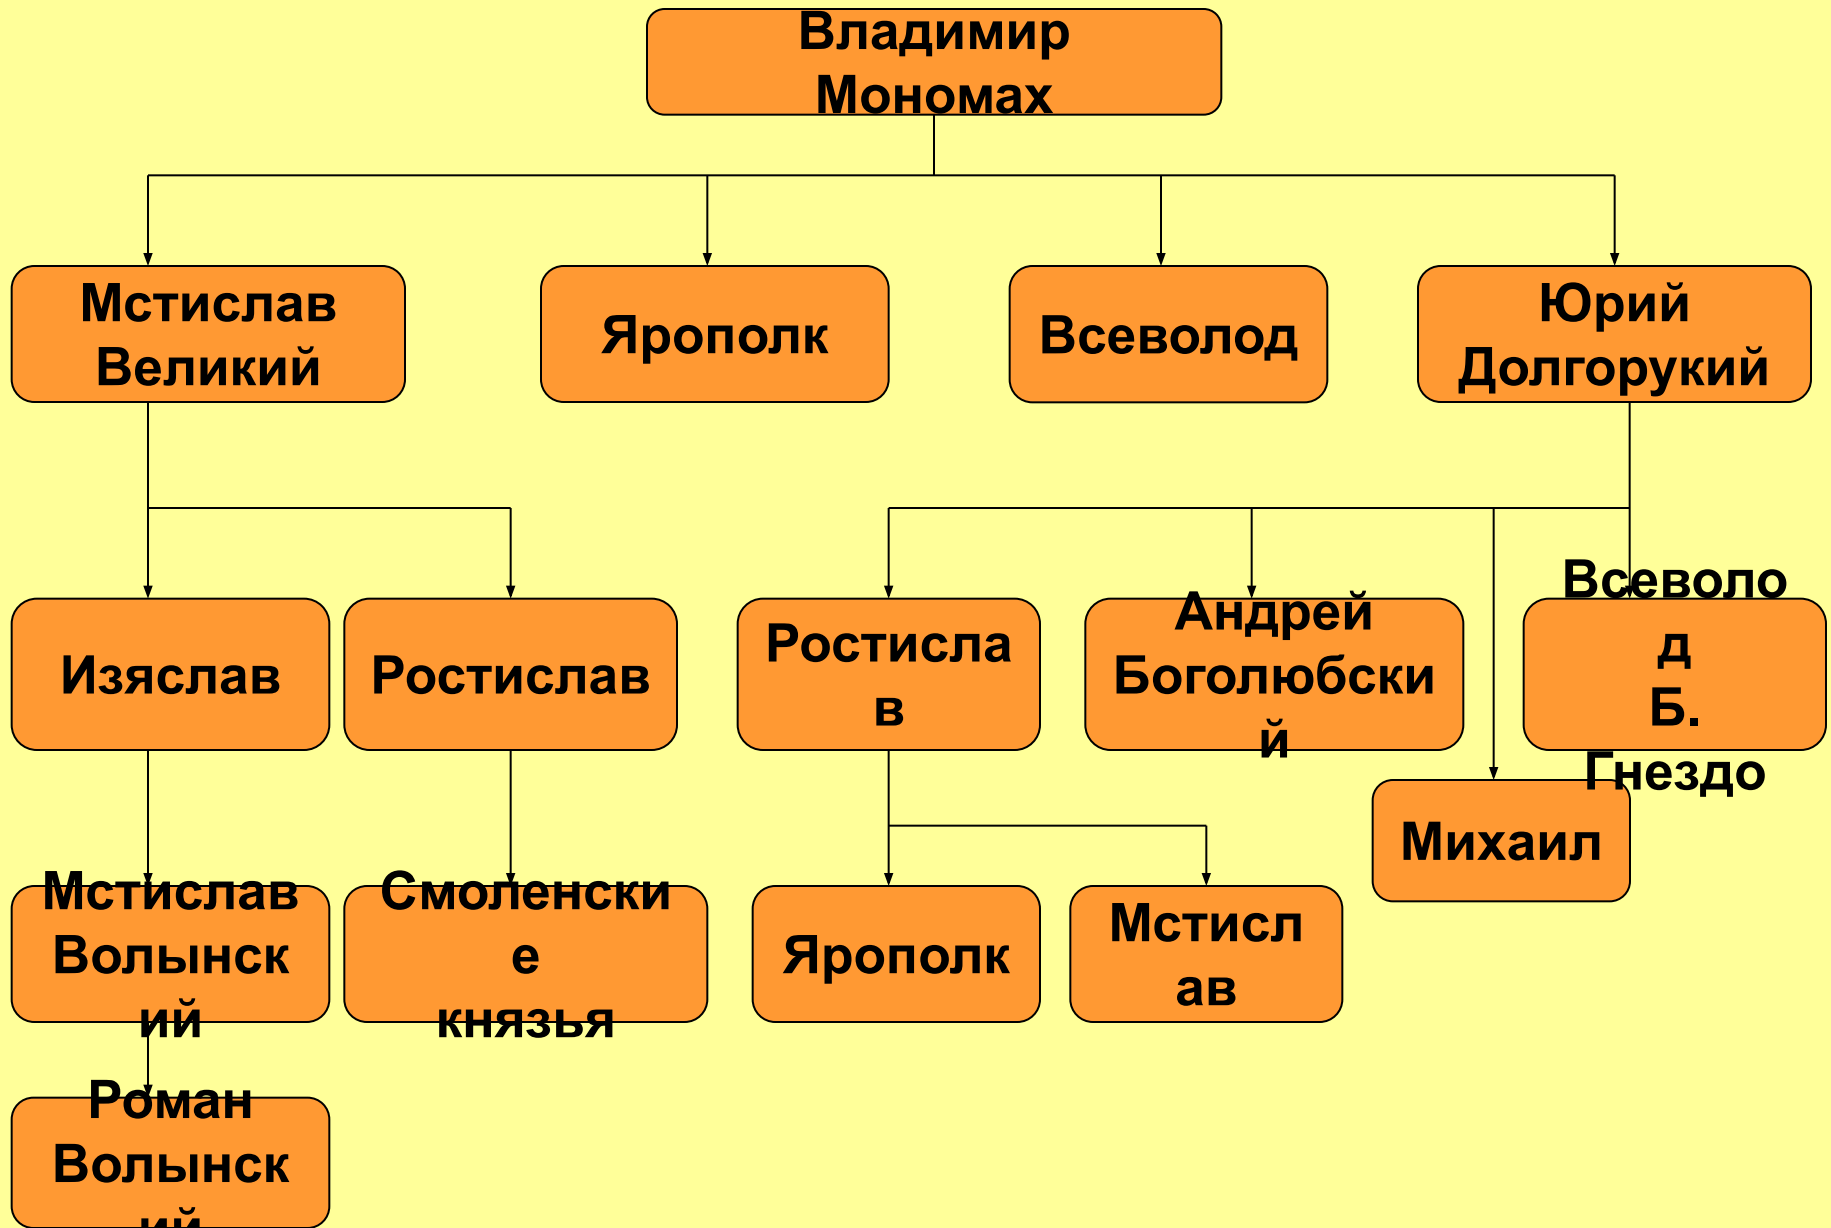 Владимир
Мономах
Мстислав
Великий
Ярополк
Всеволод
Юрий
Долгорукий
Изяслав
Ростислав
Ростисла
в
Андрей
Боголюбски
й
Всеволо
д
Б.
Гнездо
Михаил
Мстислав
Волынск
ий
Смоленски
е
князья
Ярополк
Мстисл
ав
Роман
Волынск
ий